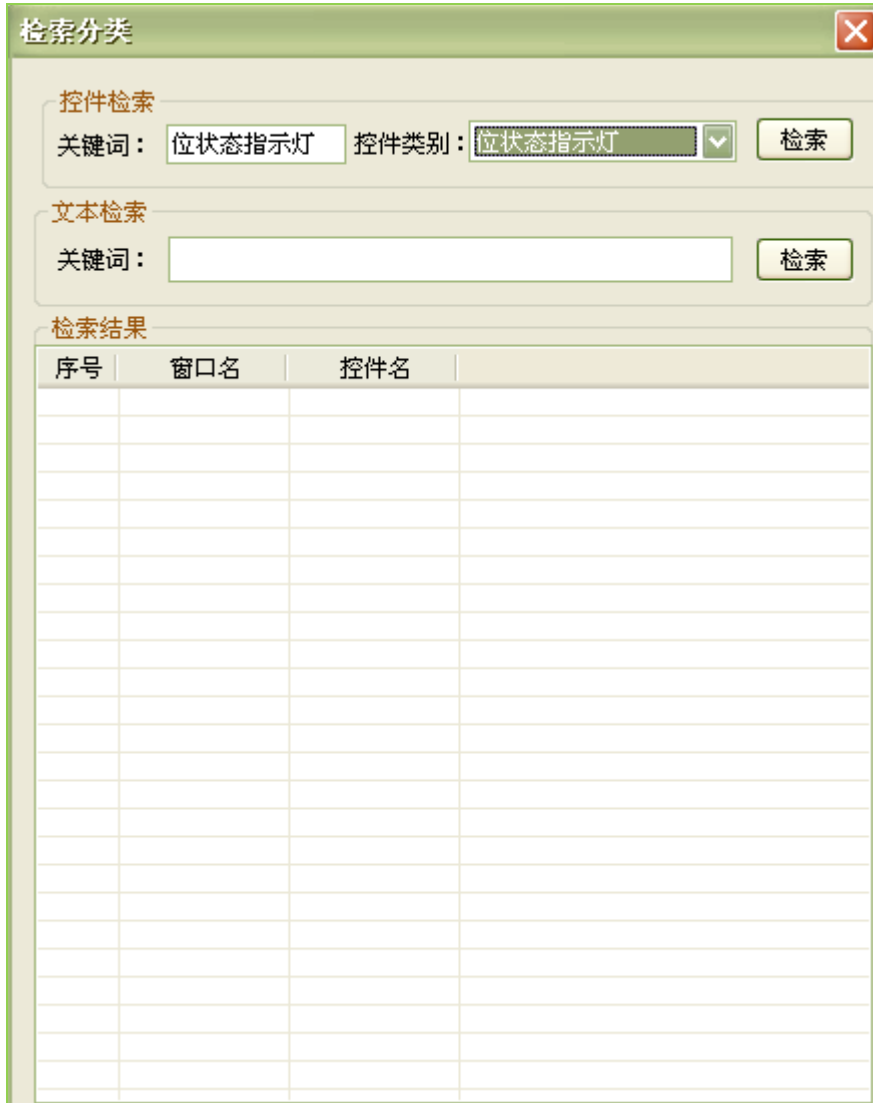 检索分类
控件检索
关键词： 位状态指示灯 控件类别： 位状态指示灯 检索
文本检索
关键词： 检索
检索结果
序号 窗口名 控件名